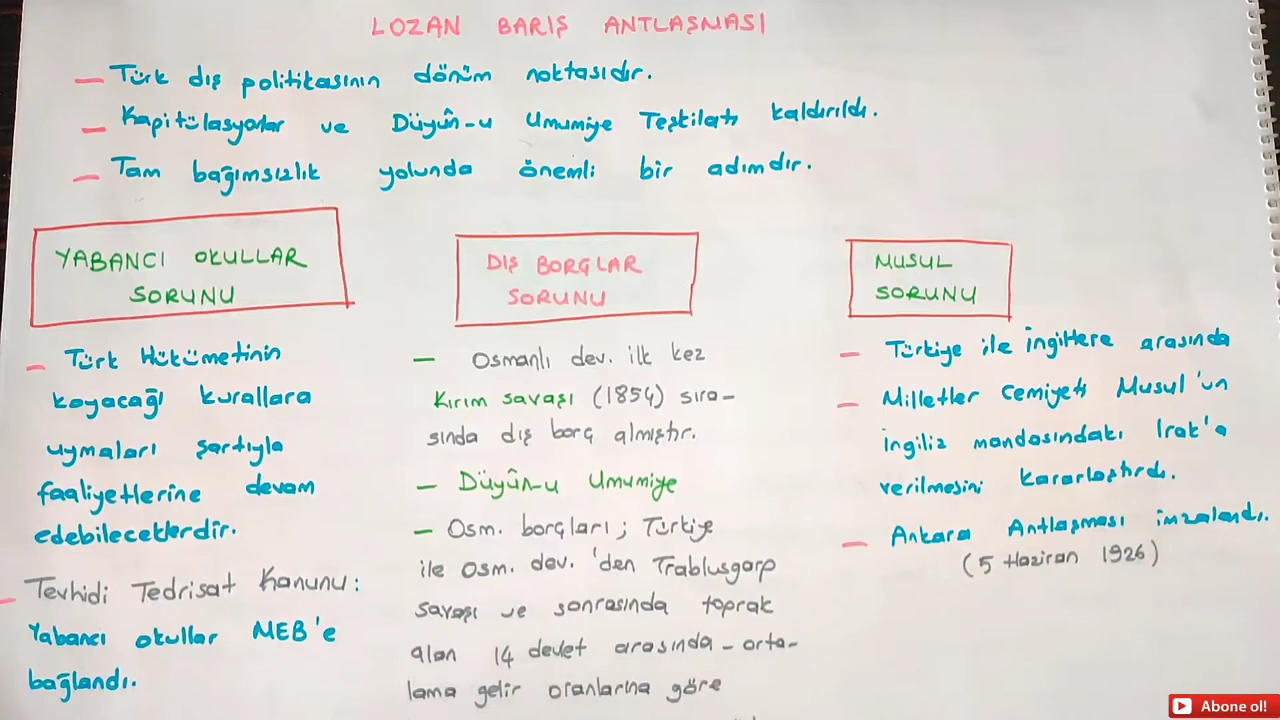 LOZAN BARIŞ ANTLAŞMASI
— Türk dış politikasının dönüm noktasıdır.
— Kapitülasyonlar ve Düyûn-u Umumiye Teşkilatı kaldırıldı.
— Tam bağımsızlık yolunda önemli bir adımdır.
YABANCI OKULLAR
SORUNU
— Türk Hükümetinin
koyacağı kurallara
uymaları şartıyla
faaliyetlerine devam
edebileceklerdir.
— Tevhidi Tedrisat Kanunu:
Yabancı okullar MEB'e
bağlandı.
DIŞ BORÇLAR
SORUNU
— Osmanlı dev. ilk kez
Kırım savaşı (1854) sıra-
sında dış borç almıştır.
— Düyûn-u Umumiye
— Osm. borçları; Türkiye
ile Osm. dev.'den Trablusgarp
savaşı ve sonrasında toprak
alan 14 devlet arasında - orta-
lama gelir oranlarına göre
MUSUL
SORUNU
— Türkiye ile İngiltere arasında
— Milletler Cemiyeti Musul'un
İngiliz mandasındaki Irak'a
verilmesini kararlaştırdı.
— Ankara Antlaşması imzalandı.
(5 Haziran 1926)
Abone ol!